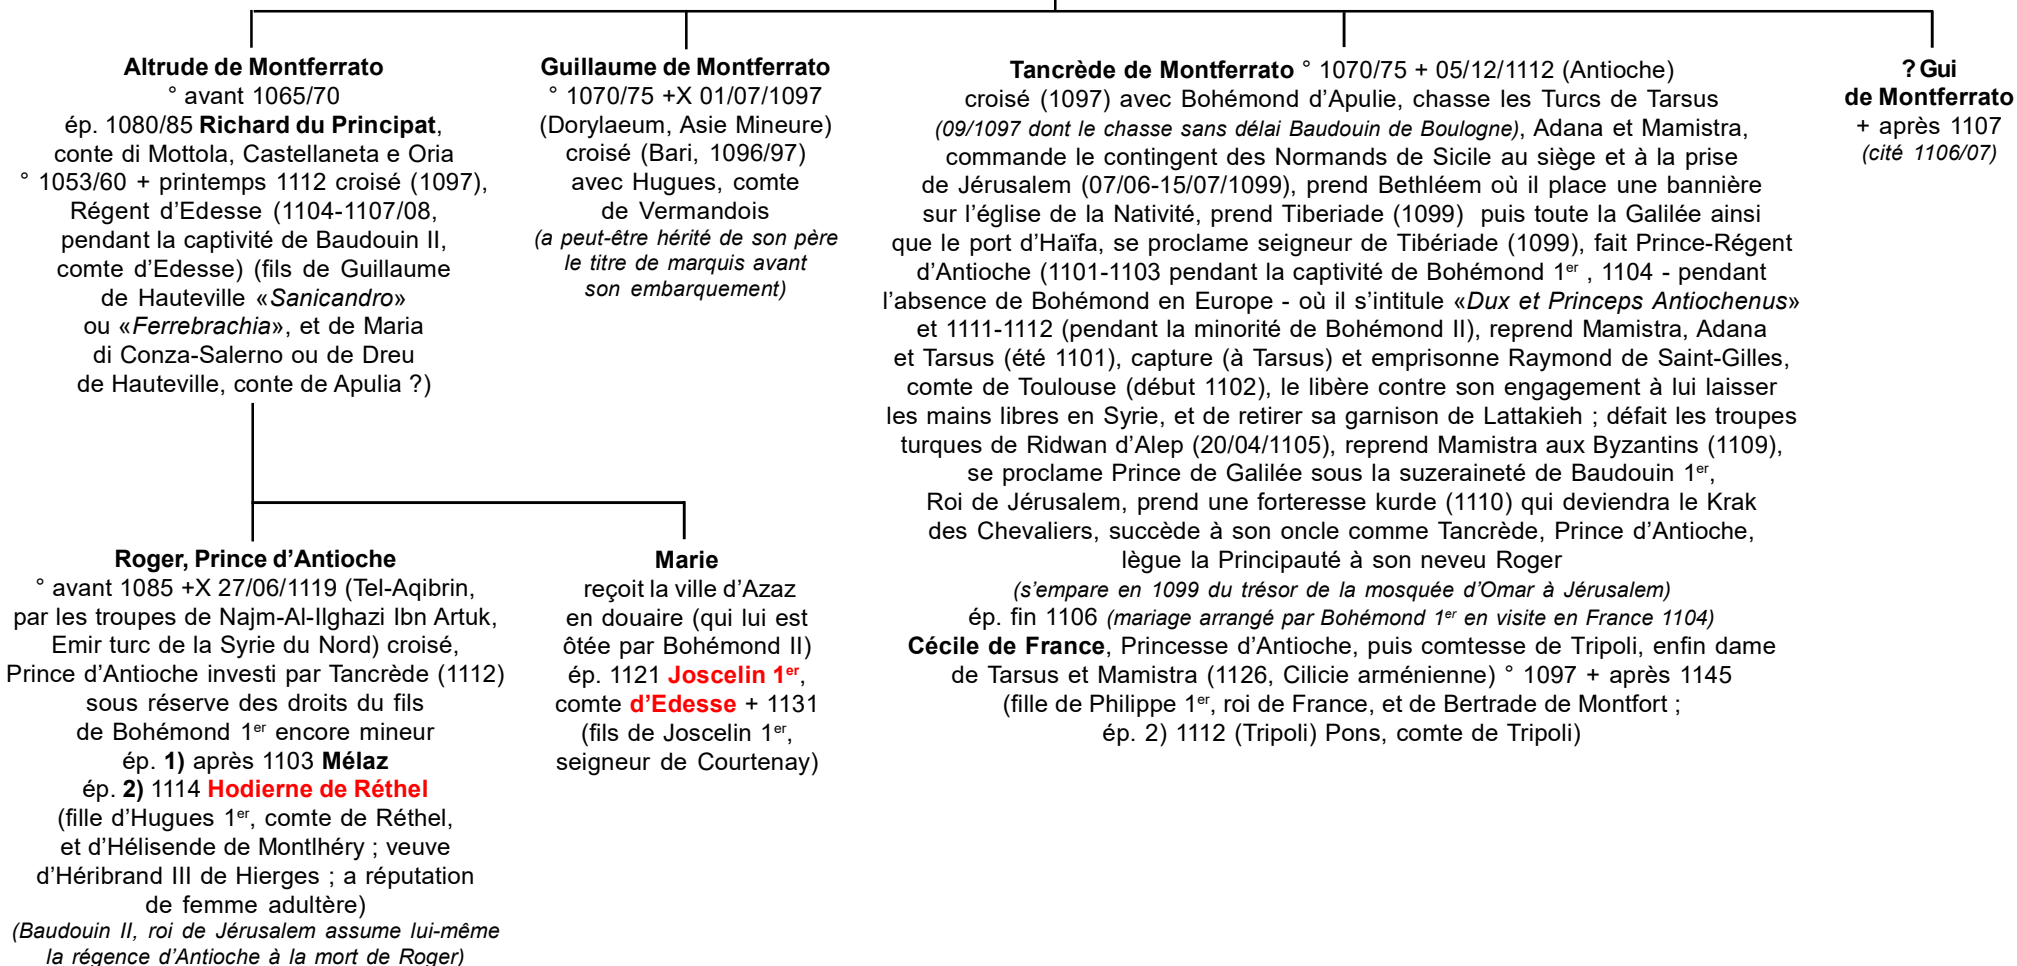 Altrude de Montferrato
° avant 1065/70
ép. 1080/85 Richard du Principat,
conte di Mottola, Castellaneta e Oria
° 1053/60 + printemps 1112 croisé (1097),
Régent d’Edesse (1104-1107/08,
pendant la captivité de Baudouin II,
comte d’Edesse) (fils de Guillaume
de Hauteville «Sanicandro»
ou «Ferrebrachia», et de Maria
di Conza-Salerno ou de Dreu
de Hauteville, conte de Apulia ?)
Guillaume de Montferrato
° 1070/75 +X 01/07/1097
(Dorylaeum, Asie Mineure)
croisé (Bari, 1096/97)
avec Hugues, comte
de Vermandois
(a peut-être hérité de son père
le titre de marquis avant
son embarquement)
Tancrède de Montferrato ° 1070/75 + 05/12/1112 (Antioche)
croisé (1097) avec Bohémond d’Apulie, chasse les Turcs de Tarsus
(09/1097 dont le chasse sans délai Baudouin de Boulogne), Adana et Mamistra,
commande le contingent des Normands de Sicile au siège et à la prise
de Jérusalem (07/06-15/07/1099), prend Bethléem où il place une bannière
sur l’église de la Nativité, prend Tiberiade (1099) puis toute la Galilée ainsi
que le port d’Haïfa, se proclame seigneur de Tibériade (1099), fait Prince-Régent
d’Antioche (1101-1103 pendant la captivité de Bohémond 1er , 1104 - pendant
l’absence de Bohémond en Europe - où il s’intitule «Dux et Princeps Antiochenus»
et 1111-1112 (pendant la minorité de Bohémond II), reprend Mamistra, Adana
et Tarsus (été 1101), capture (à Tarsus) et emprisonne Raymond de Saint-Gilles,
comte de Toulouse (début 1102), le libère contre son engagement à lui laisser
les mains libres en Syrie, et de retirer sa garnison de Lattakieh ; défait les troupes
turques de Ridwan d’Alep (20/04/1105), reprend Mamistra aux Byzantins (1109),
se proclame Prince de Galilée sous la suzeraineté de Baudouin 1er,
Roi de Jérusalem, prend une forteresse kurde (1110) qui deviendra le Krak
des Chevaliers, succède à son oncle comme Tancrède, Prince d’Antioche,
lègue la Principauté à son neveu Roger
(s’empare en 1099 du trésor de la mosquée d’Omar à Jérusalem)
ép. fin 1106 (mariage arrangé par Bohémond 1er en visite en France 1104)
Cécile de France, Princesse d’Antioche, puis comtesse de Tripoli, enfin dame
de Tarsus et Mamistra (1126, Cilicie arménienne) ° 1097 + après 1145
(fille de Philippe 1er, roi de France, et de Bertrade de Montfort ;
ép. 2) 1112 (Tripoli) Pons, comte de Tripoli)
? Gui
de Montferrato
+ après 1107
(cité 1106/07)
Roger, Prince d’Antioche
° avant 1085 +X 27/06/1119 (Tel-Aqibrin,
par les troupes de Najm-Al-Ilghazi Ibn Artuk,
Emir turc de la Syrie du Nord) croisé,
Prince d’Antioche investi par Tancrède (1112)
sous réserve des droits du fils
de Bohémond 1er encore mineur
ép. 1) après 1103 Mélaz
ép. 2) 1114 Hodierne de Réthel
(fille d’Hugues 1er, comte de Réthel,
et d’Hélisende de Montlhéry ; veuve
d’Héribrand III de Hierges ; a réputation
de femme adultère)
(Baudouin II, roi de Jérusalem assume lui-même
la régence d’Antioche à la mort de Roger)
Marie
reçoit la ville d’Azaz
en douaire (qui lui est
ôtée par Bohémond II)
ép. 1121 Joscelin 1er,
comte d’Edesse + 1131
(fils de Joscelin 1er,
seigneur de Courtenay)